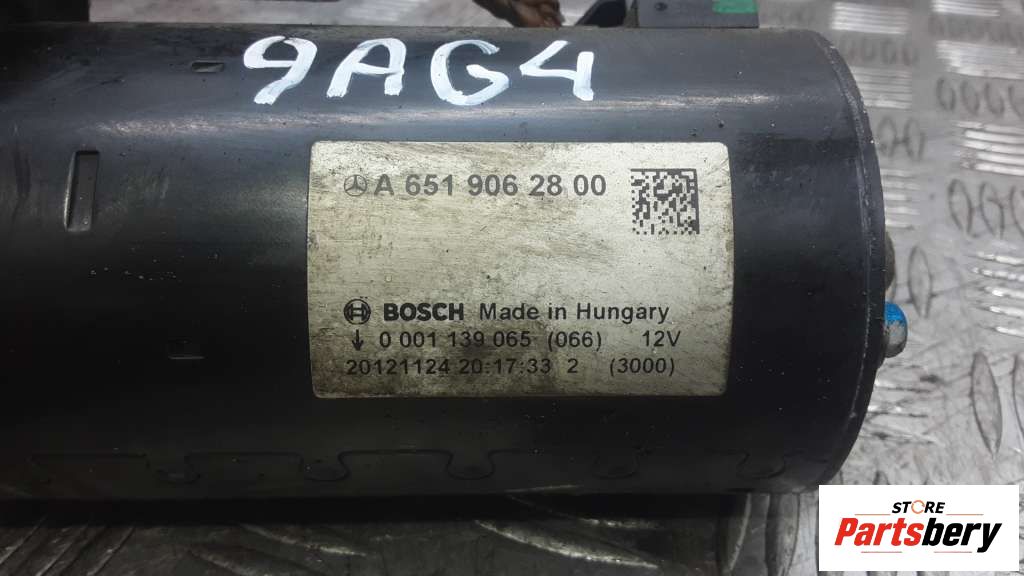 9AG4
A 651 906 28 00
BOSCH Made in Hungary
0 001 139 065 (066) 12V
20121124 20:17:33 2 (3000)
STORE
Partsbery